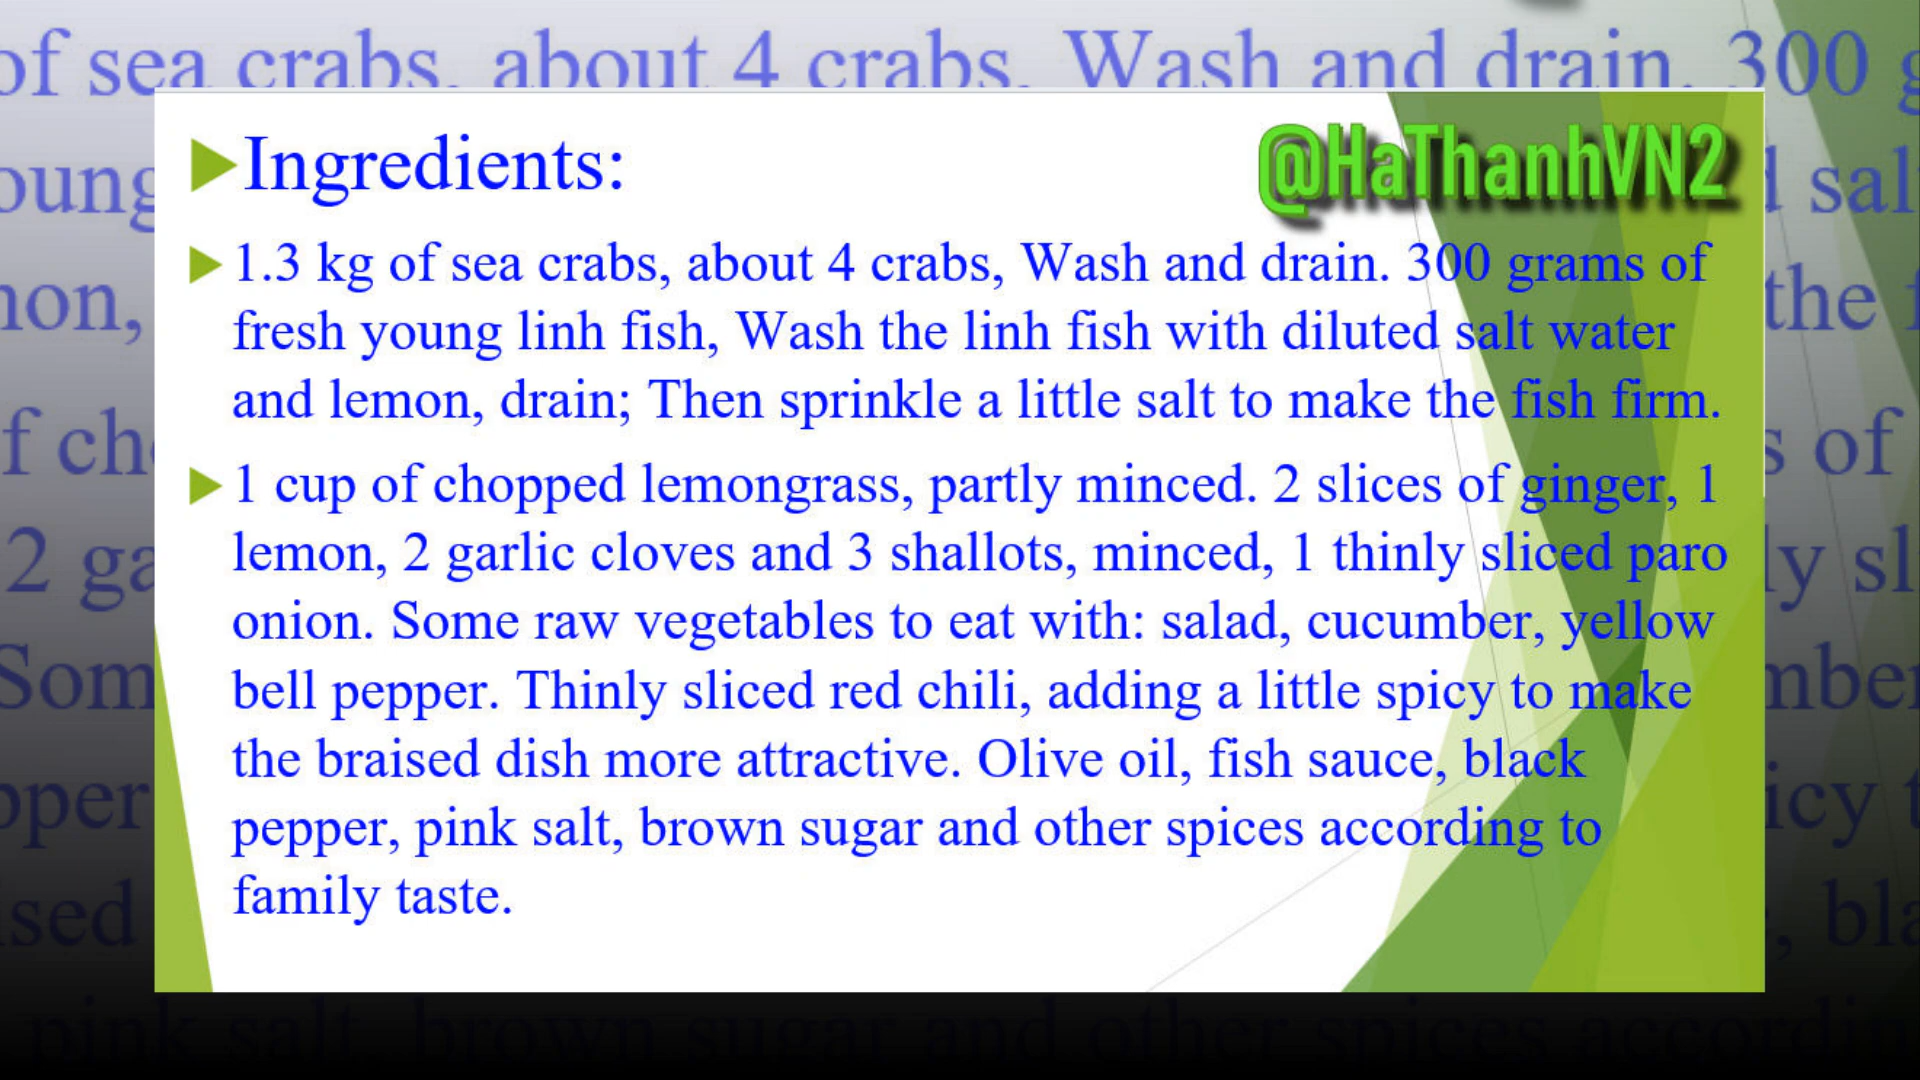 Ingredients:
@HaThanhVN2
1.3 kg of sea crabs, about 4 crabs, Wash and drain. 300 grams of
fresh young linh fish, Wash the linh fish with diluted salt water
and lemon, drain; Then sprinkle a little salt to make the fish firm.
1 cup of chopped lemongrass, partly minced. 2 slices of ginger, 1
lemon, 2 garlic cloves and 3 shallots, minced, 1 thinly sliced paro
onion. Some raw vegetables to eat with: salad, cucumber, yellow
bell pepper. Thinly sliced red chili, adding a little spicy to make
the braised dish more attractive. Olive oil, fish sauce, black
pepper, pink salt, brown sugar and other spices according to
family taste.